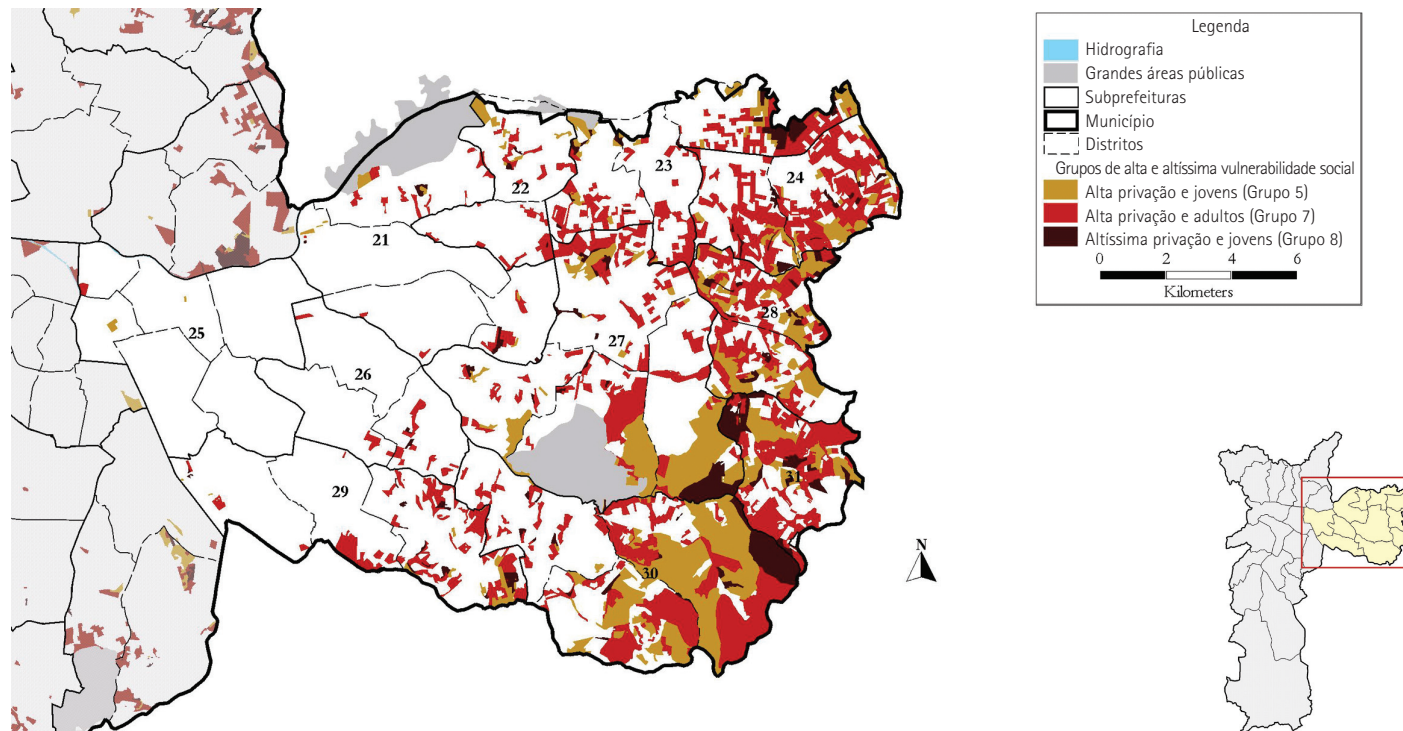 Legenda
Hidrografia
Grandes áreas públicas
Subprefeituras
Município
Distritos
Grupos de alta e altíssima vulnerabilidade social
Alta privação e jovens (Grupo 5)
Alta privação e adultos (Grupo 7)
Altíssima privação e jovens (Grupo 8)
0 2 4 6
Kilometers
23
24
22
21
28
25
27
26
31
29
30
N